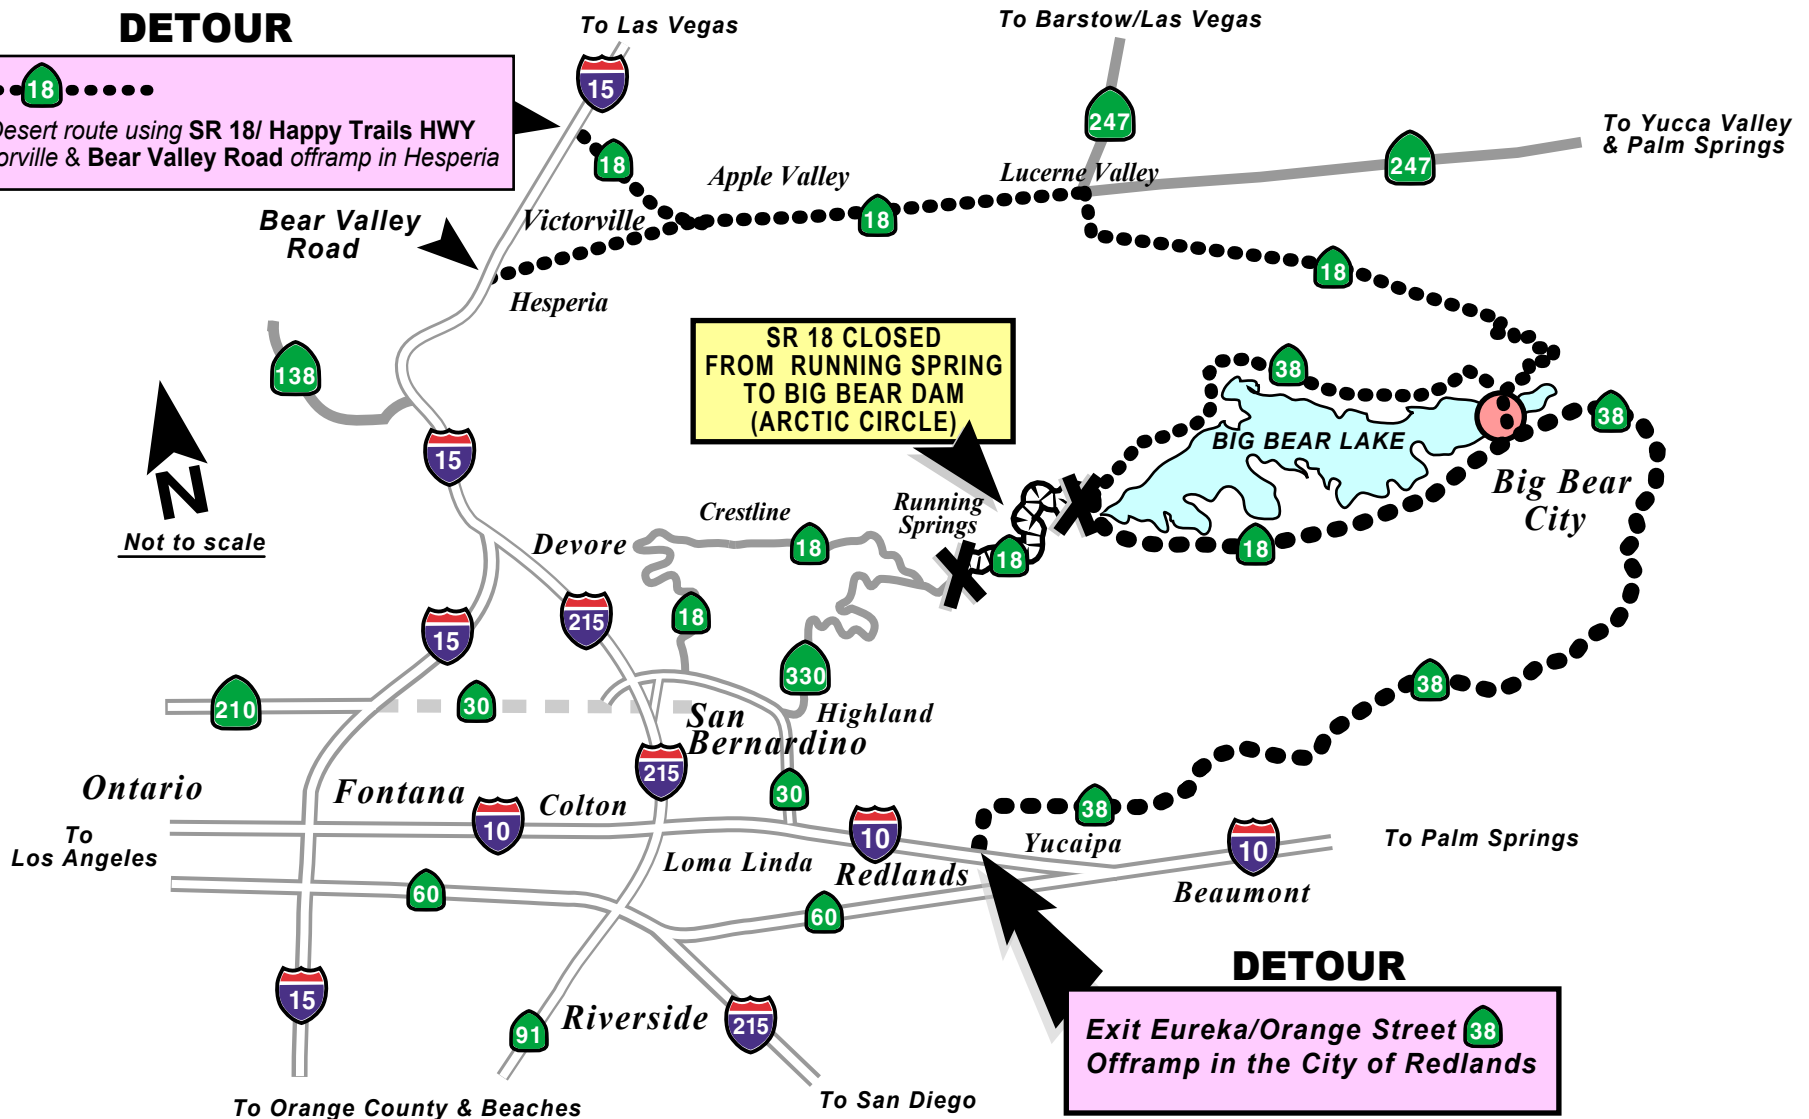 DETOUR
18
Desert route using SR 18/ Happy Trails HWY
orville & Bear Valley Road offramp in Hesperia
To Las Vegas
15
To Barstow/Las Vegas
247
To Yucca Valley
& Palm Springs
247
18
Apple Valley
Lucerne Valley
18
Victorville
Bear Valley
Road
Hesperia
18
138
SR 18 CLOSED
FROM RUNNING SPRING
TO BIG BEAR DAM
(ARCTIC CIRCLE)
38
38
BIG BEAR LAKE
Big Bear
City
15
N
Not to scale
Crestline
Running
Springs
Devore
18
18
18
18
215
15
330
38
210
30
San
Bernardino
Highland
215
30
Ontario
Fontana
Colton
10
To
Los Angeles
10
38
Yucaipa
10
To Palm Springs
Loma Linda
Redlands
Beaumont
60
60
15
91
Riverside
215
DETOUR
Exit Eureka/Orange Street 38
Offramp in the City of Redlands
To Orange County & Beaches
To San Diego